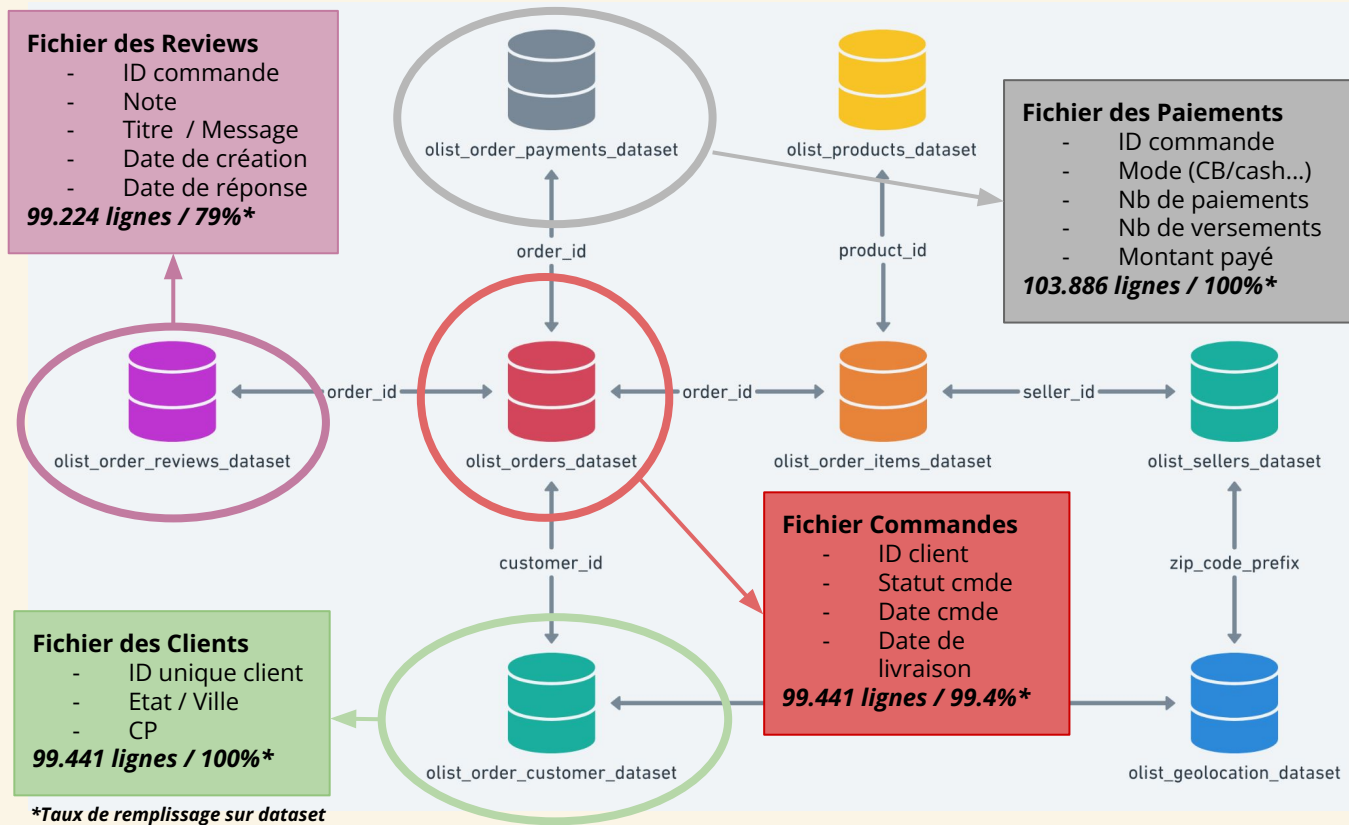 Fichier des Reviews
- ID commande
- Note
- Titre / Message
- Date de création
- Date de réponse
99.224 lignes / 79%*
olist_order_payments_dataset
olist_products_dataset
Fichier des Paiements
- ID commande
- Mode (CB/cash...)
- Nb de paiements
- Nb de versements
- Montant payé
103.886 lignes / 100%*
order_id
product_id
order_id
order_id
seller_id
olist_order_reviews_dataset
olist_orders_dataset
olist_order_items_dataset
olist_sellers_dataset
Fichier Commandes
- ID client
- Statut cmde
- Date cmde
- Date de
livraison
99.441 lignes / 99.4%*
customer_id
zip_code_prefix
Fichier des Clients
- ID unique client
- Etat / Ville
- CP
99.441 lignes / 100%*
olist_order_customer_dataset
olist_geolocation_dataset
*Taux de remplissage sur dataset